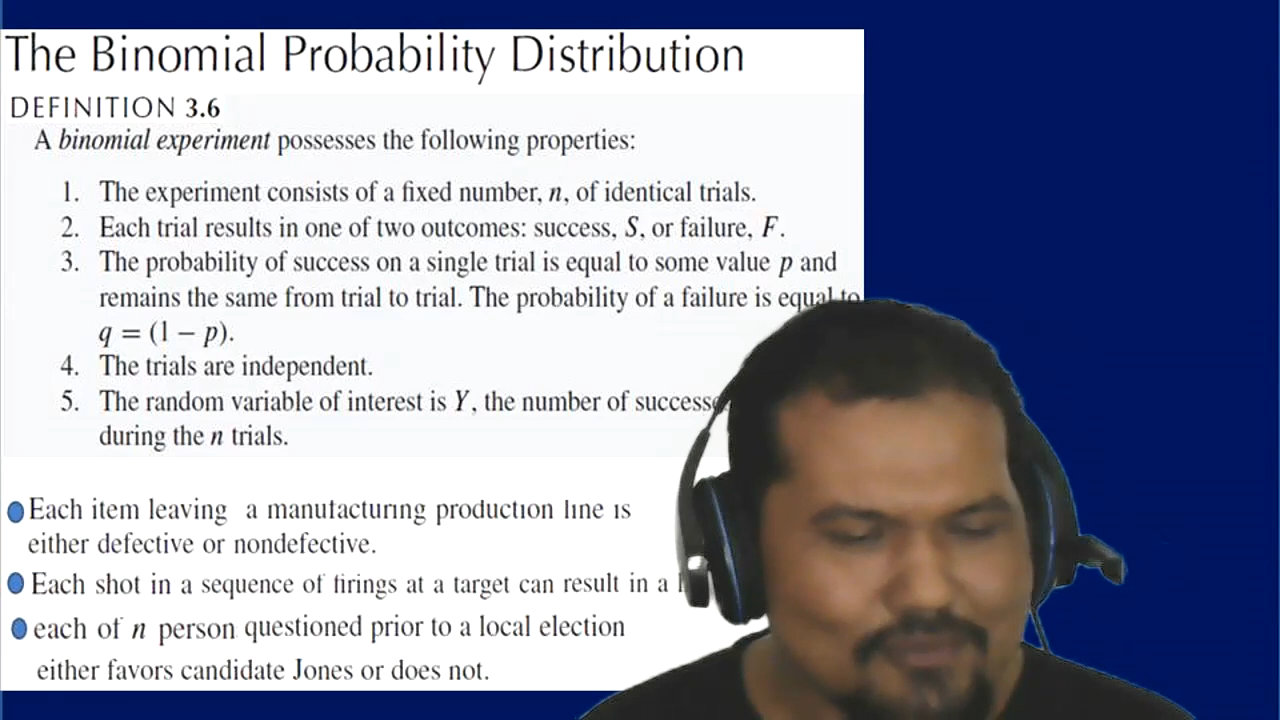 The Binomial Probability Distribution
DEFINITION 3.6
A binomial experiment possesses the following properties:
1. The experiment consists of a fixed number, n, of identical trials.
2. Each trial results in one of two outcomes: success, S, or failure, F.
3. The probability of success on a single trial is equal to some value p and
remains the same from trial to trial. The probability of a failure is equal to
q = (1 − p).
4. The trials are independent.
5. The random variable of interest is Y, the number of
during the n trials.
Each item leaving a manufacturing production line is
either defective or nondefective.
Each shot in a sequence of firings at a target can result in a
each of n person questioned prior to a local election
either favors candidate Jones or does not.